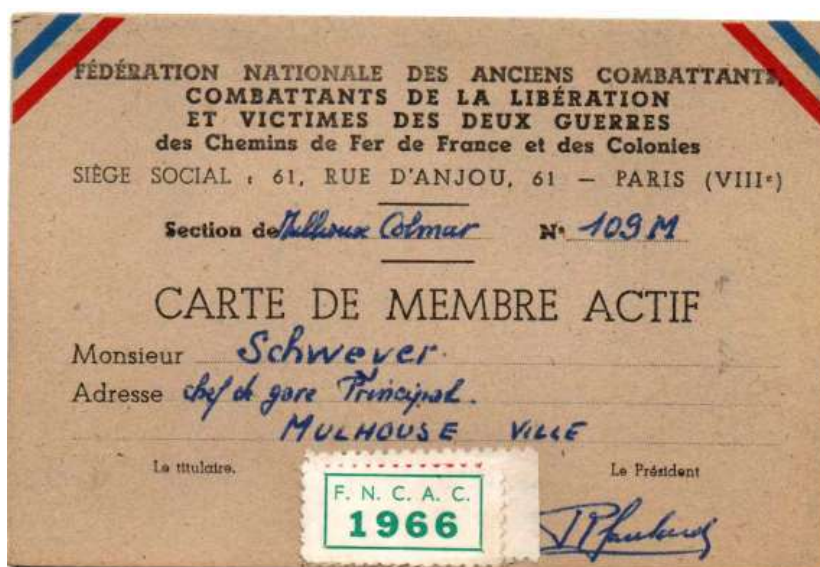 FÉDÉRATION NATIONALE DES ANCIENS COMBATTANTS,
COMBATTANTS DE LA LIBÉRATION
ET VICTIMES DES DEUX GUERRES
des Chemins de Fer de France et des Colonies
SIÈGE SOCIAL : 61, RUE D'ANJOU, 61 — PARIS (VIIIe)
Section de Mulhouse Colmar N° 109 M
CARTE DE MEMBRE ACTIF
Monsieur Schwever
Adresse chef de gare Principal.
MULHOUSE VILLE
Le titulaire. Le Président
F. N. C. A. C.
1966